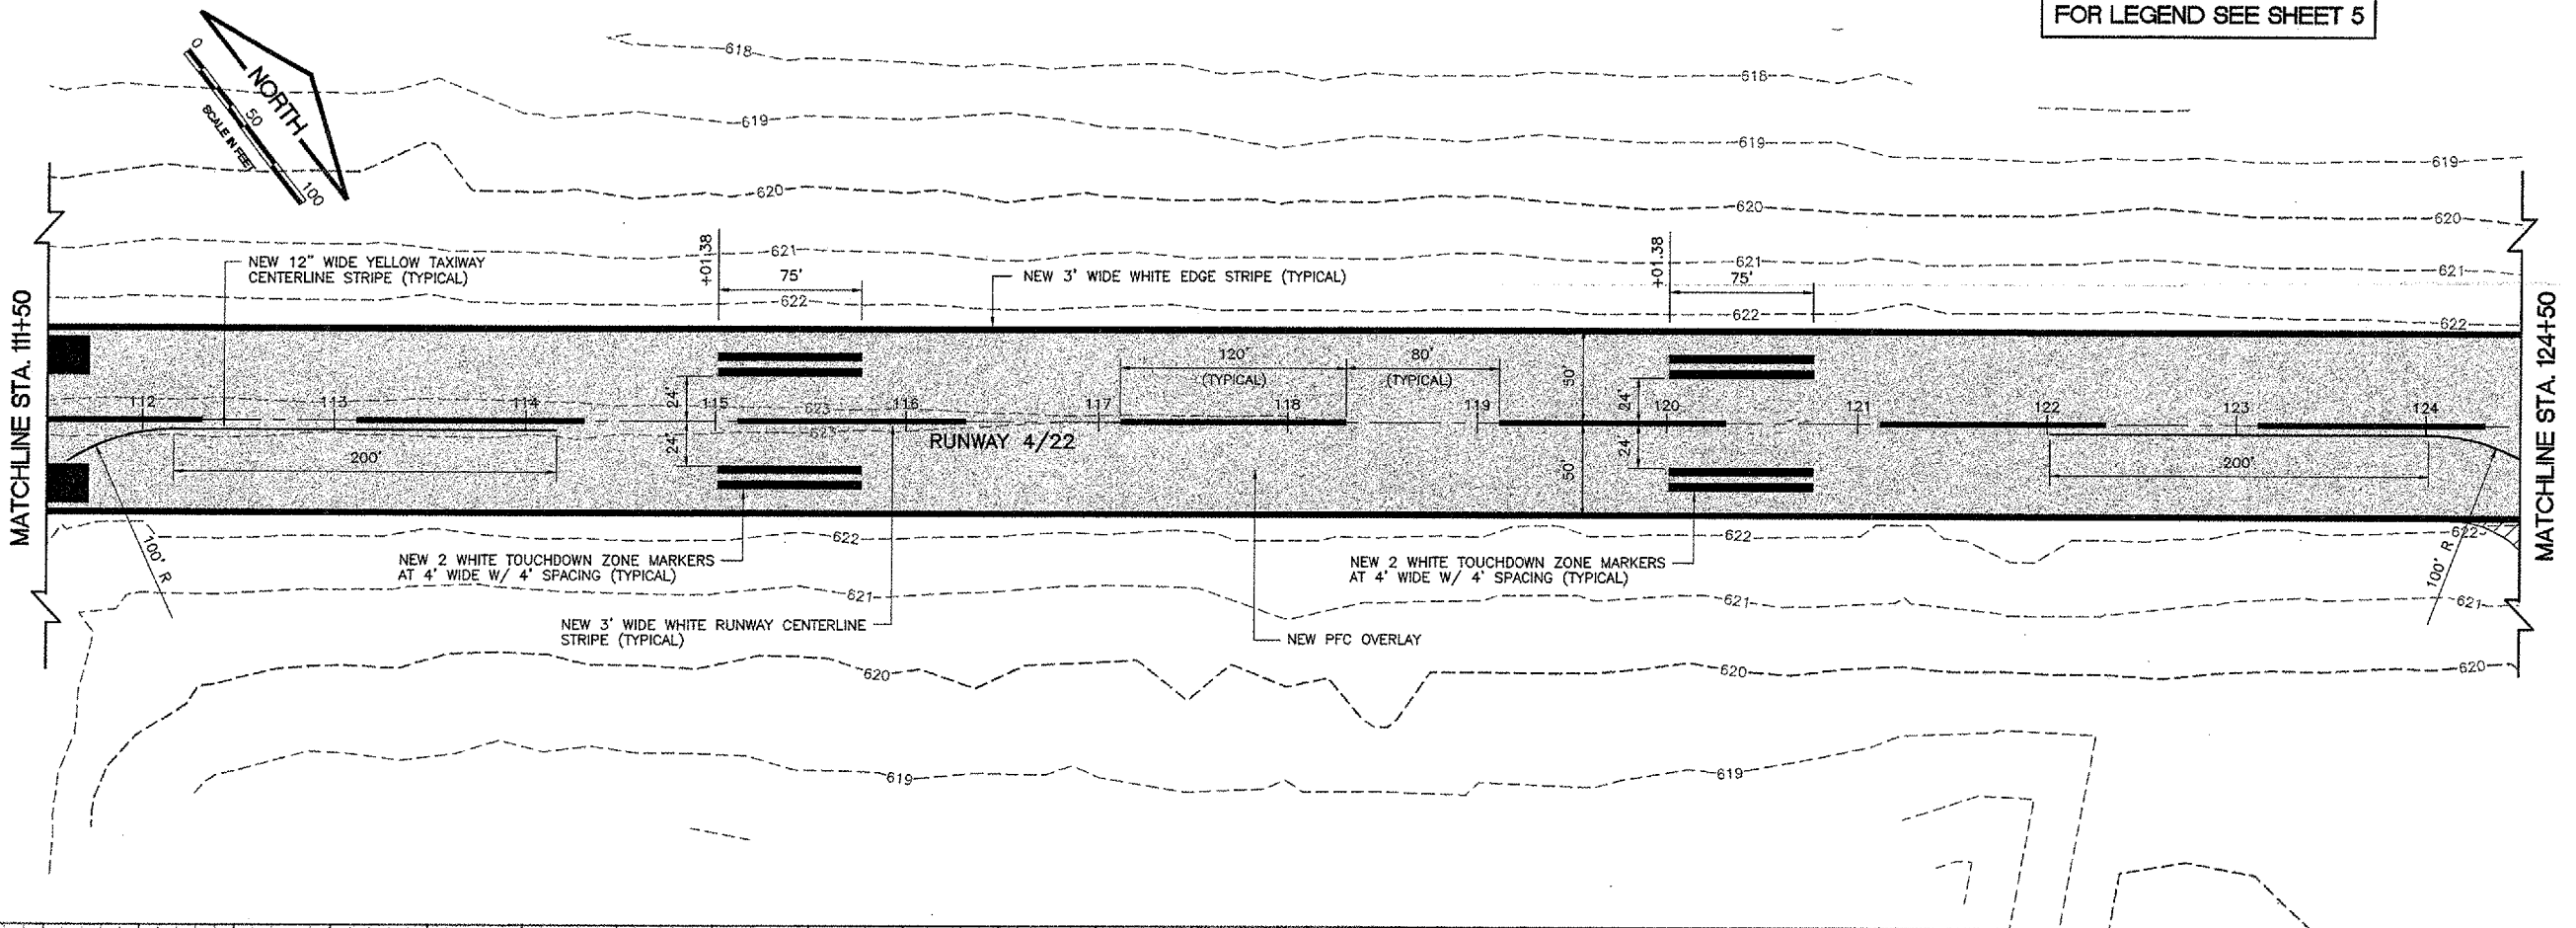 FOR LEGEND SEE SHEET 5
0
NORTH
50
SCALE IN FEET
100
618
618
619
619
619
620
620
620
621
621
621
+01.38
75'
+01.38
75'
NEW 12" WIDE YELLOW TAXIWAY
CENTERLINE STRIPE (TYPICAL)
NEW 3' WIDE WHITE EDGE STRIPE (TYPICAL)
622
622
622
MATCHLINE STA. 111+50
MATCHLINE STA. 124+50
120'
(TYPICAL)
80'
(TYPICAL)
50'
24'
24'
112
113
114
115
623
116
117
118
119
120
121
122
123
124
623
RUNWAY 4/22
24'
24'
50'
200'
200'
100' R
100' R
622
622
622
NEW 2 WHITE TOUCHDOWN ZONE MARKERS
AT 4' WIDE W/ 4' SPACING (TYPICAL)
NEW 2 WHITE TOUCHDOWN ZONE MARKERS
AT 4' WIDE W/ 4' SPACING (TYPICAL)
621
621
621
NEW 3' WIDE WHITE RUNWAY CENTERLINE
STRIPE (TYPICAL)
NEW PFC OVERLAY
620
620
620
619
619